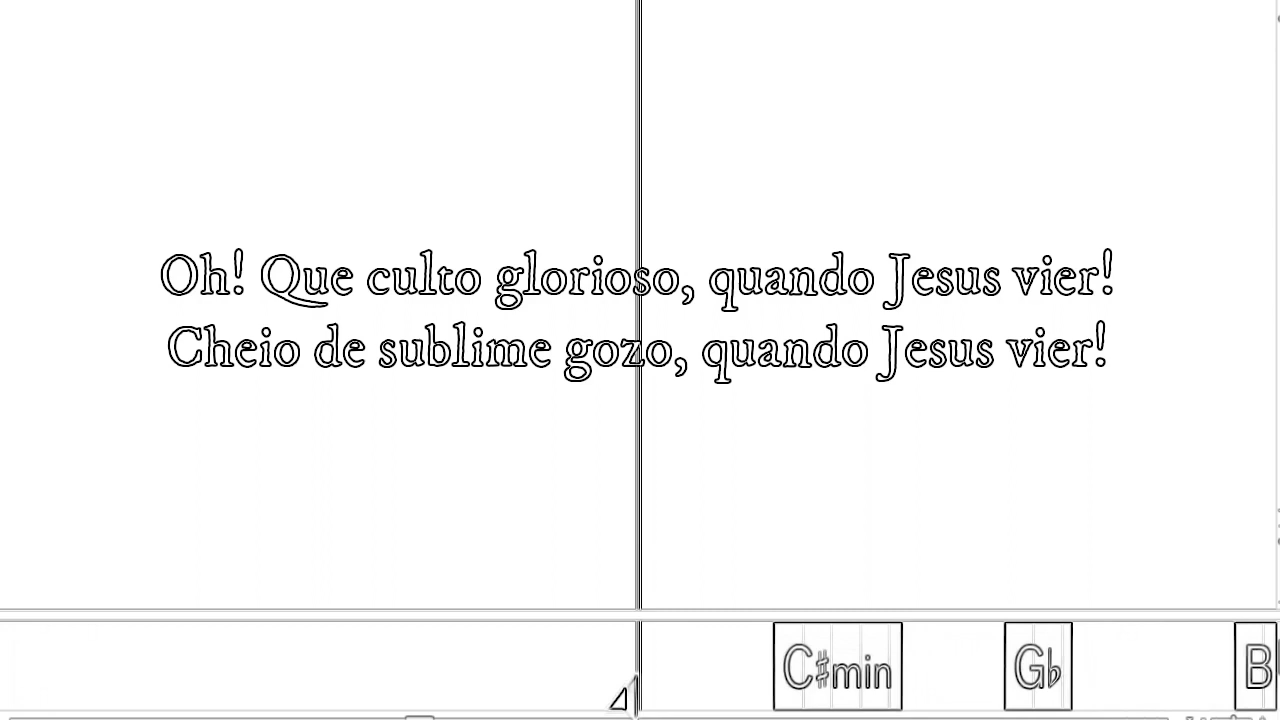 Oh! Que culto glorioso, quando Jesus vier!
Cheio de sublime gozo, quando Jesus vier!
C♯min G♭ B